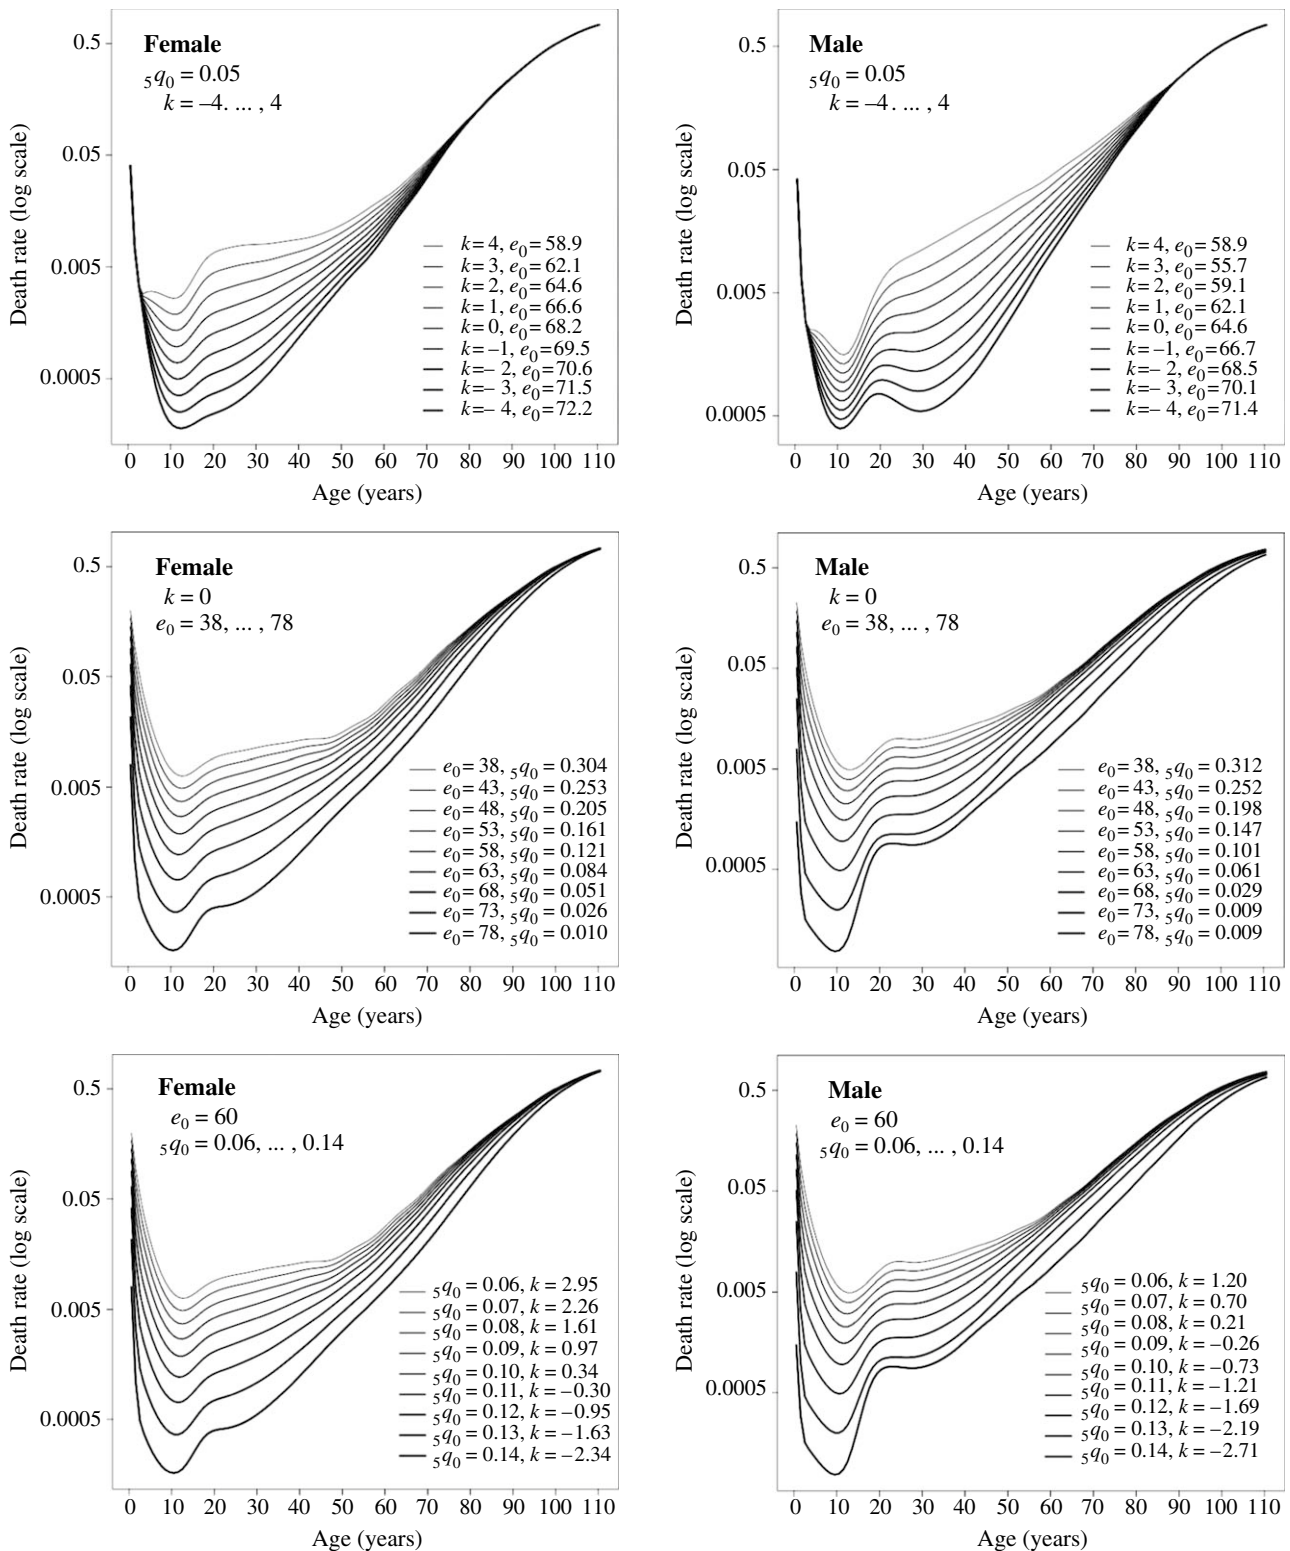 Female
₅q₀ = 0.05
k = –4. ... , 4
Death rate (log scale)
0.5
0.05
0.005
0.0005
k = 4, e₀ = 58.9
k = 3, e₀ = 62.1
k = 2, e₀ = 64.6
k = 1, e₀ = 66.6
k = 0, e₀ = 68.2
k = –1, e₀ = 69.5
k = – 2, e₀ = 70.6
k = – 3, e₀ = 71.5
k = – 4, e₀ = 72.2
0 10 20 30 40 50 60 70 80 90 100 110
Age (years)
Male
₅q₀ = 0.05
k = –4. ... , 4
Death rate (log scale)
0.5
0.05
0.005
0.0005
k = 4, e₀ = 58.9
k = 3, e₀ = 55.7
k = 2, e₀ = 59.1
k = 1, e₀ = 62.1
k = 0, e₀ = 64.6
k = –1, e₀ = 66.7
k = – 2, e₀ = 68.5
k = – 3, e₀ = 70.1
k = – 4, e₀ = 71.4
0 10 20 30 40 50 60 70 80 90 100 110
Age (years)
Female
k = 0
e₀ = 38, ... , 78
Death rate (log scale)
0.5
0.05
0.005
0.0005
e₀ = 38, ₅q₀ = 0.304
e₀ = 43, ₅q₀ = 0.253
e₀ = 48, ₅q₀ = 0.205
e₀ = 53, ₅q₀ = 0.161
e₀ = 58, ₅q₀ = 0.121
e₀ = 63, ₅q₀ = 0.084
e₀ = 68, ₅q₀ = 0.051
e₀ = 73, ₅q₀ = 0.026
e₀ = 78, ₅q₀ = 0.010
0 10 20 30 40 50 60 70 80 90 100 110
Age (years)
Male
k = 0
e₀ = 38, ... , 78
Death rate (log scale)
0.5
0.05
0.005
0.0005
e₀ = 38, ₅q₀ = 0.312
e₀ = 43, ₅q₀ = 0.252
e₀ = 48, ₅q₀ = 0.198
e₀ = 53, ₅q₀ = 0.147
e₀ = 58, ₅q₀ = 0.101
e₀ = 63, ₅q₀ = 0.061
e₀ = 68, ₅q₀ = 0.029
e₀ = 73, ₅q₀ = 0.009
e₀ = 78, ₅q₀ = 0.009
0 10 20 30 40 50 60 70 80 90 100 110
Age (years)
Female
e₀ = 60
₅q₀ = 0.06, ... , 0.14
Death rate (log scale)
0.5
0.05
0.005
0.0005
₅q₀ = 0.06, k = 2.95
₅q₀ = 0.07, k = 2.26
₅q₀ = 0.08, k = 1.61
₅q₀ = 0.09, k = 0.97
₅q₀ = 0.10, k = 0.34
₅q₀ = 0.11, k = –0.30
₅q₀ = 0.12, k = –0.95
₅q₀ = 0.13, k = –1.63
₅q₀ = 0.14, k = –2.34
0 10 20 30 40 50 60 70 80 90 100 110
Age (years)
Male
e₀ = 60
₅q₀ = 0.06, ... , 0.14
Death rate (log scale)
0.5
0.05
0.005
0.0005
₅q₀ = 0.06, k = 1.20
₅q₀ = 0.07, k = 0.70
₅q₀ = 0.08, k = 0.21
₅q₀ = 0.09, k = –0.26
₅q₀ = 0.10, k = –0.73
₅q₀ = 0.11, k = –1.21
₅q₀ = 0.12, k = –1.69
₅q₀ = 0.13, k = –2.19
₅q₀ = 0.14, k = –2.71
0 10 20 30 40 50 60 70 80 90 100 110
Age (years)